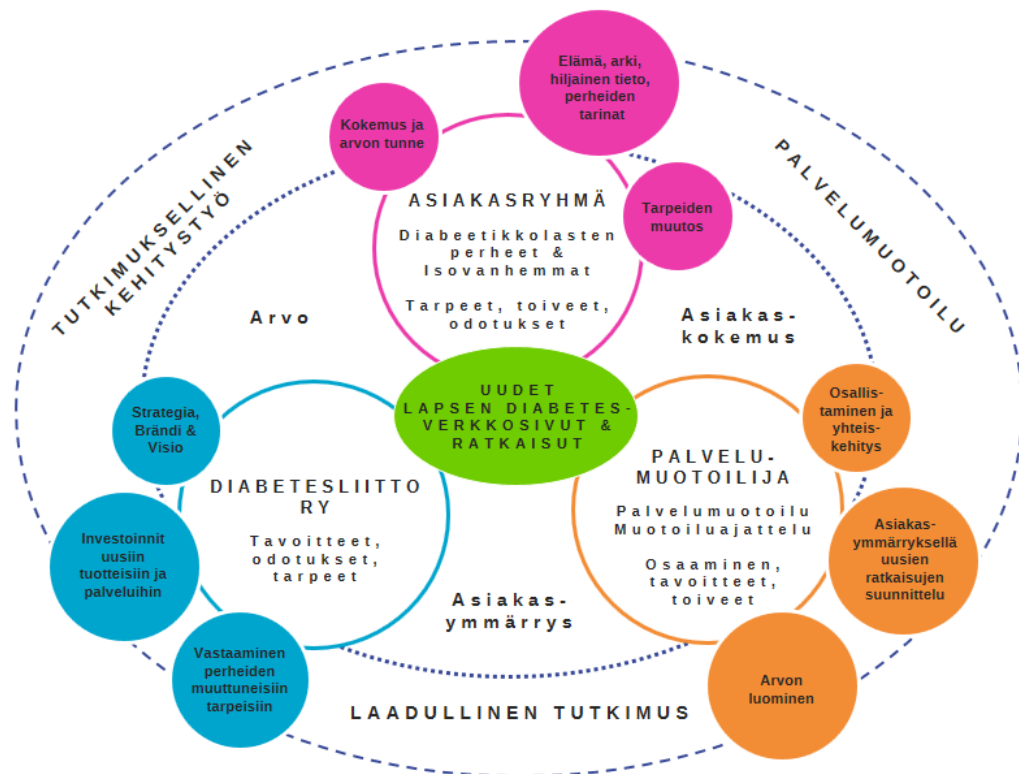 Elämä, arki,
hiljainen tieto,
perheiden
tarinat
Kokemus ja
arvon tunne
TUTKIMUKSELLINEN
KEHITYSTYÖ
PALVELUMUOTOILU
ASIAKASRYHMÄ
Diabeetikkolasten
perheet &
Isovanhemmat
Tarpeet, toiveet,
odotukset
Tarpeiden
muutos
Arvo
Asiakas-
kokemus
UUDET
LAPSEN DIABETES-
VERKKOSIVUT &
RATKAISUT
Strategia,
Brändi &
Visio
DIABETESLIITTO
RY
Tavoitteet,
odotukset,
tarpeet
Investoinnit
uusiin
tuotteisiin ja
palveluihin
Vastaaminen
perheiden
muuttuneisiin
tarpeisiin
Asiakas-
ymmärrys
PALVELU-
MUOTOILIJA
Palvelumuotoilu
Muotoiluajattelu
Osaaminen,
tavoitteet,
toiveet
Osallis-
taminen ja
yhteis-
kehitys
Asiakas-
ymmärryksellä
uusien
ratkaisujen
suunnittelu
Arvon
luominen
LAADULLINEN TUTKIMUS